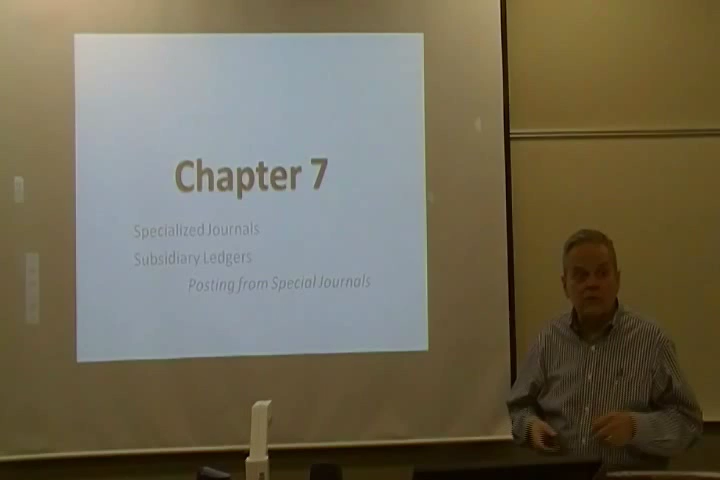 Chapter 7
Specialized Journals
Subsidiary Ledgers
Posting from Special Journals